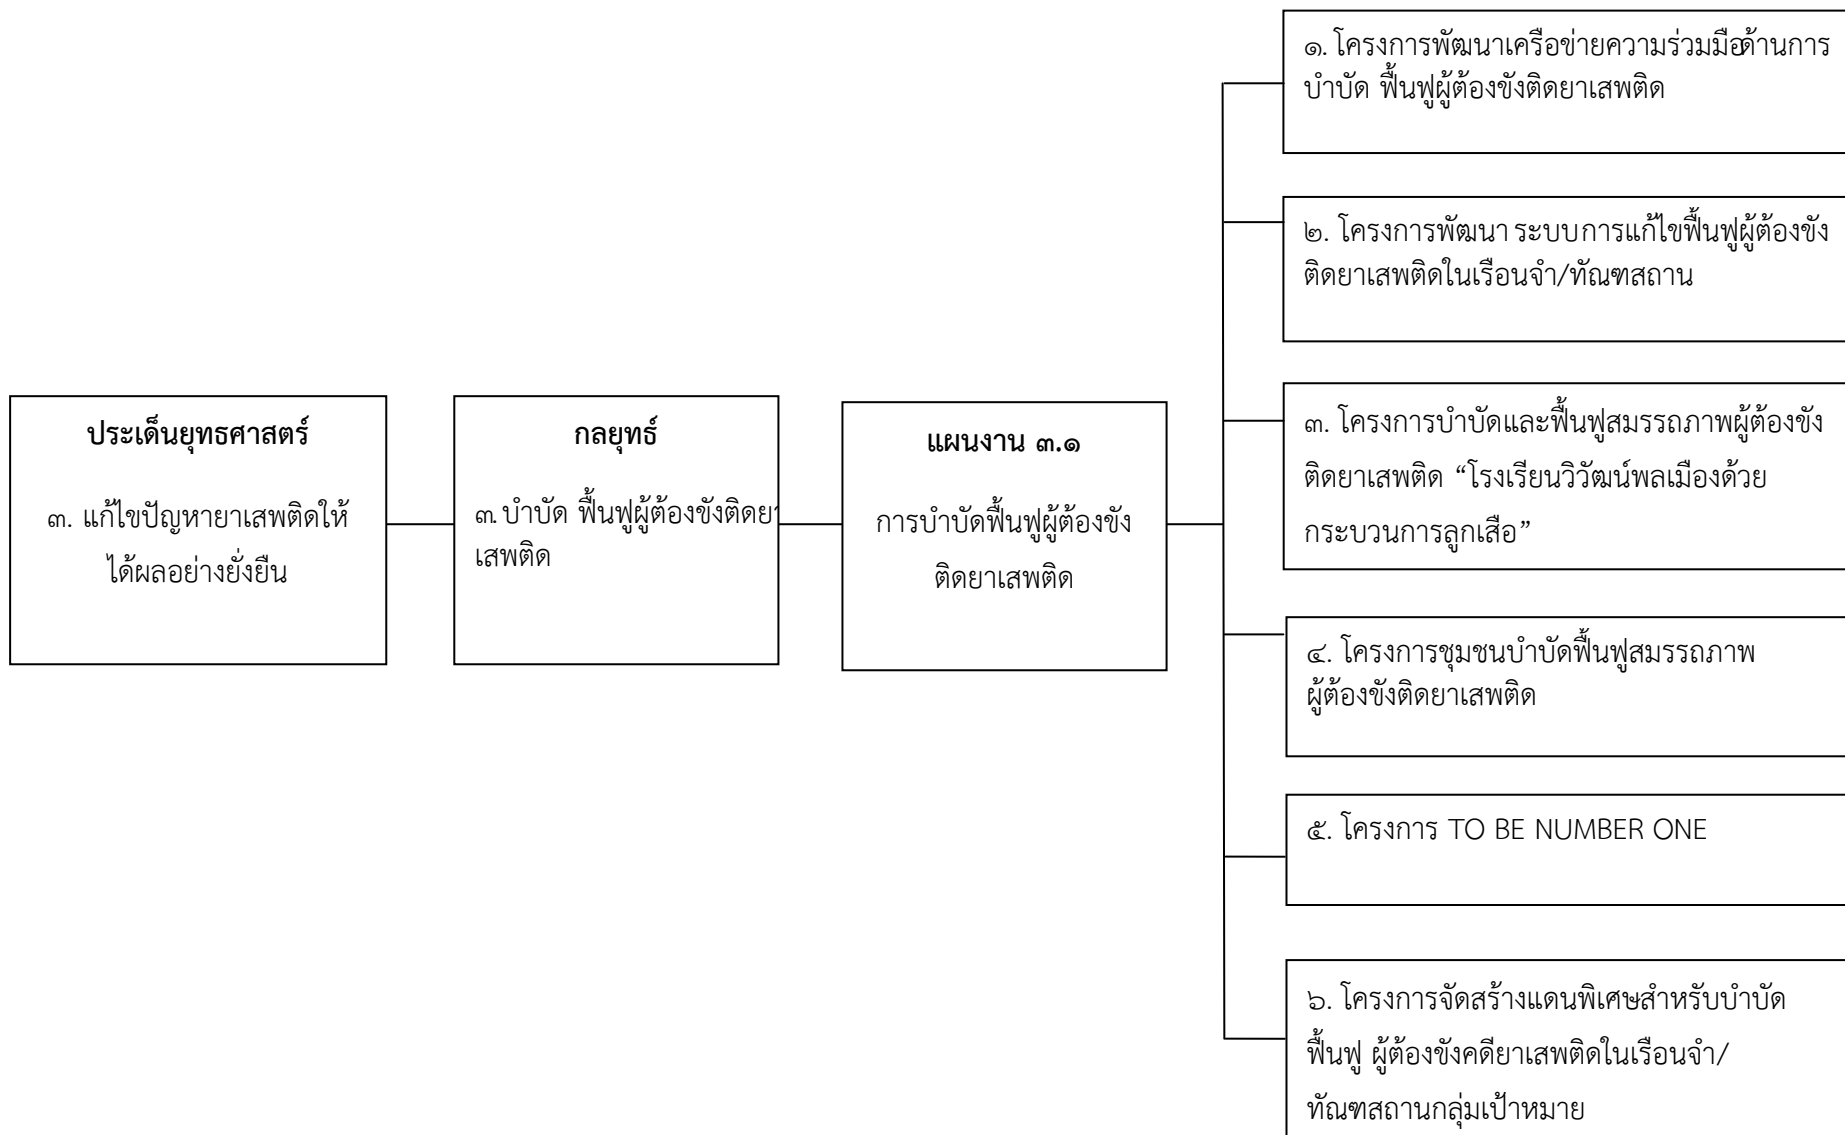 ประเด็นยุทธศาสตร์
๓. แก้ไขปัญหายาเสพติดให้
ได้ผลอย่างยั่งยืน
กลยุทธ์
๓. บำบัด ฟื้นฟูผู้ต้องขังติดยา
เสพติด
แผนงาน ๓.๑
การบำบัดฟื้นฟูผู้ต้องขัง
ติดยาเสพติด
๑. โครงการพัฒนาเครือข่ายความร่วมมือด้านการ
บำบัด ฟื้นฟูผู้ต้องขังติดยาเสพติด
๒. โครงการพัฒนา ระบบการแก้ไขฟื้นฟูผู้ต้องขัง
ติดยาเสพติดในเรือนจำ/ทัณฑสถาน
๓. โครงการบำบัดและฟื้นฟูสมรรถภาพผู้ต้องขัง
ติดยาเสพติด “โรงเรียนวิวัฒน์พลเมืองด้วย
กระบวนการลูกเสือ”
๔. โครงการชุมชนบำบัดฟื้นฟูสมรรถภาพ
ผู้ต้องขังติดยาเสพติด
๕. โครงการ TO BE NUMBER ONE
๖. โครงการจัดสร้างแดนพิเศษสำหรับบำบัด
ฟื้นฟู ผู้ต้องขังคดียาเสพติดในเรือนจำ/
ทัณฑสถานกลุ่มเป้าหมาย